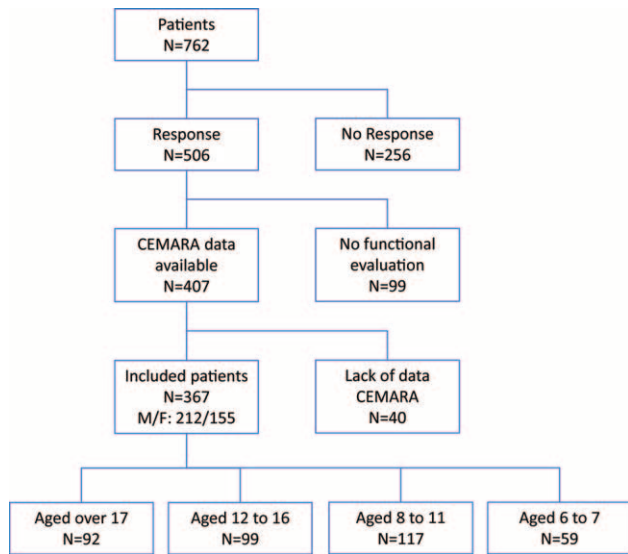 Patients
N=762
Response
N=506
No Response
N=256
CEMARA data
available
N=407
No functional
evaluation
N=99
Included patients
N=367
M/F: 212/155
Lack of data
CEMARA
N=40
Aged over 17
N=92
Aged 12 to 16
N=99
Aged 8 to 11
N=117
Aged 6 to 7
N=59